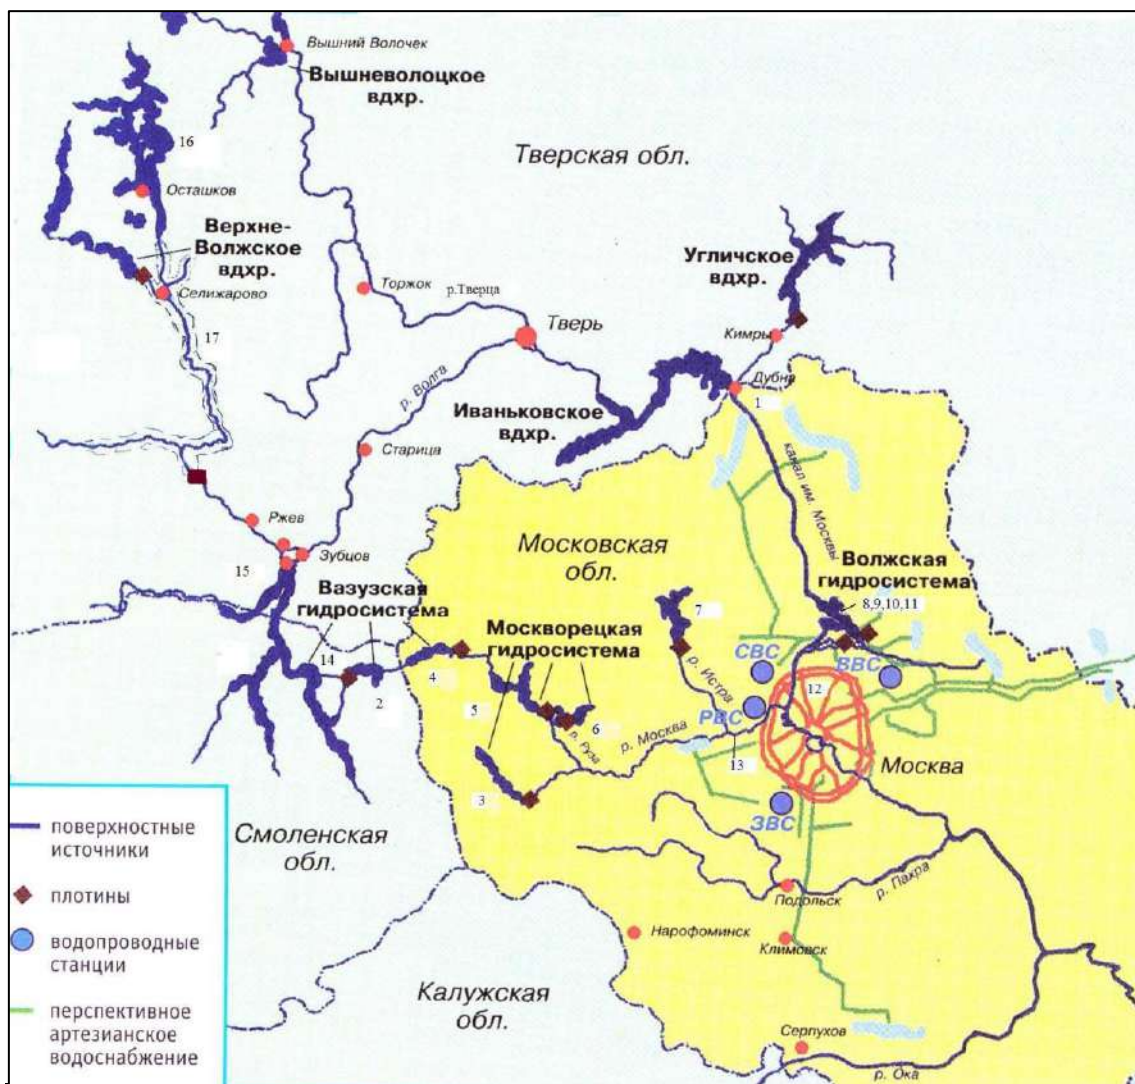 Вышний Волочек
Вышневолоцкое
вдхр.
16
Тверская обл.
Осташков
Верхне-
Волжское
вдхр.
Угличское
вдхр.
Селижарово
Торжок
р.Тверца
Тверь
Кимры
17
р. Волга
Дубна
1
Иваньковское
вдхр.
Старица
канал им. Москвы
Ржев
Московская
обл.
Зубцов
Волжская
гидросистема
15
Вазузская
гидросистема
8,9,10,11
7
Москворецкая
гидросистема
СВС
ВВС
14
4
р. Истра
12
2
5
6
РВС
р. Руза
р. Москва
13
Москва
3
ЗВС
поверхностные
источники
Смоленская
обл.
плотины
р. Пахра
Подольск
водопроводные
станции
Нарофоминск
Климовск
Калужская
обл.
перспективное
артезианское
водоснабжение
Серпухов
р. Ока